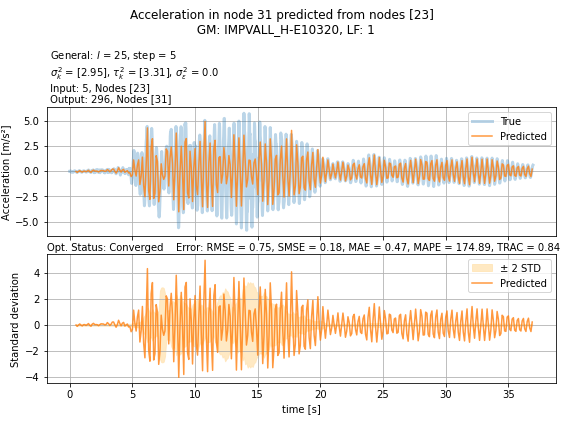 Acceleration in node 31 predicted from nodes [23]
GM: IMPVALL_H-E10320, LF: 1
General: l = 25, step = 5
σ²ₖ = [2.95], τ²ₖ = [3.31], σ²ε = 0.0
Input: 5, Nodes [23]
Output: 296, Nodes [31]
Acceleration [m/s²]
5.0
2.5
0.0
−2.5
−5.0
True
Predicted
Opt. Status: Converged Error: RMSE = 0.75, SMSE = 0.18, MAE = 0.47, MAPE = 174.89, TRAC = 0.84
Standard deviation
4
2
0
−2
−4
± 2 STD
Predicted
0 5 10 15 20 25 30 35
time [s]